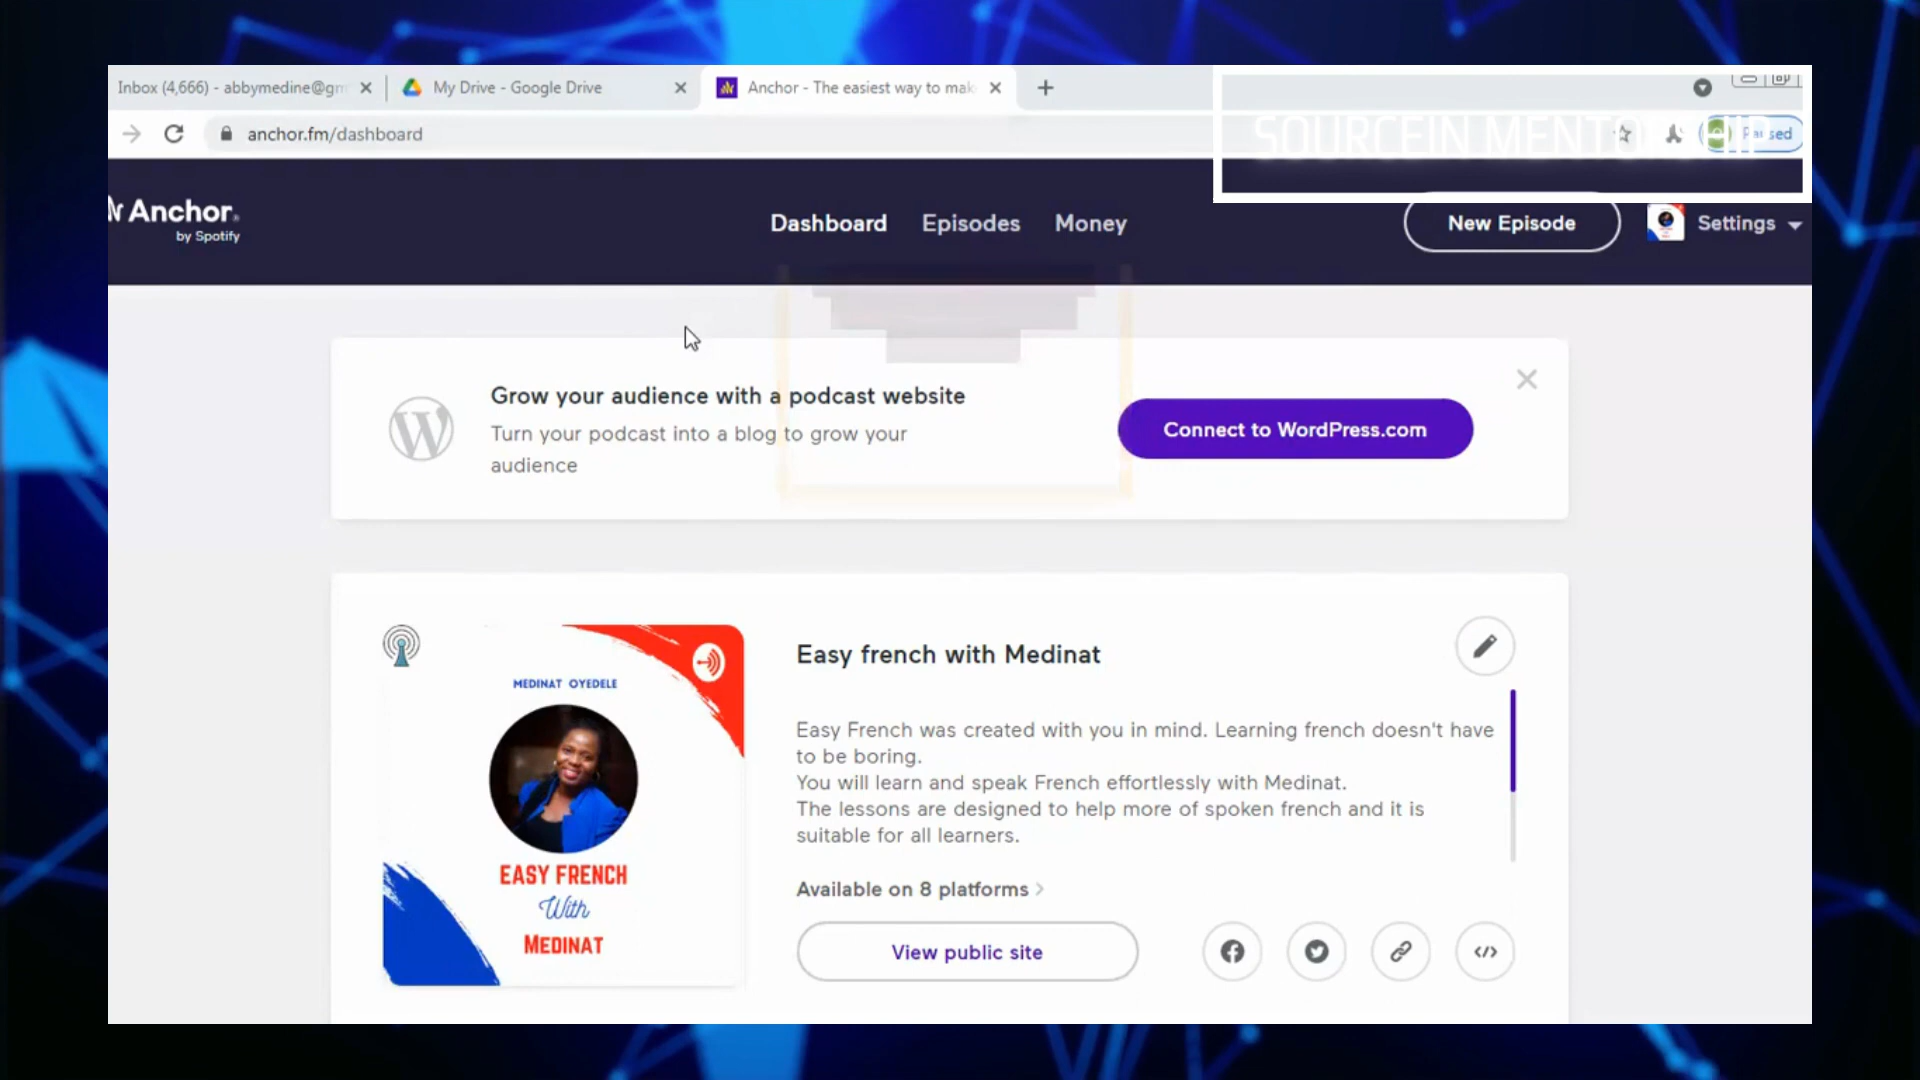 Inbox (4,666) - abbymedine@gm
My Drive - Google Drive
Anchor - The easiest way to mak
anchor.fm/dashboard
SOURCEIN MENTORSHIP
Paused
Anchor
by Spotify
Dashboard
Episodes
Money
New Episode
Settings
Grow your audience with a podcast website
Turn your podcast into a blog to grow your
audience
Connect to WordPress.com
MEDINAT OYEDELE
EASY FRENCH
With
MEDINAT
Easy french with Medinat
Easy French was created with you in mind. Learning french doesn't have
to be boring.
You will learn and speak French effortlessly with Medinat.
The lessons are designed to help more of spoken french and it is
suitable for all learners.
Available on 8 platforms >
View public site